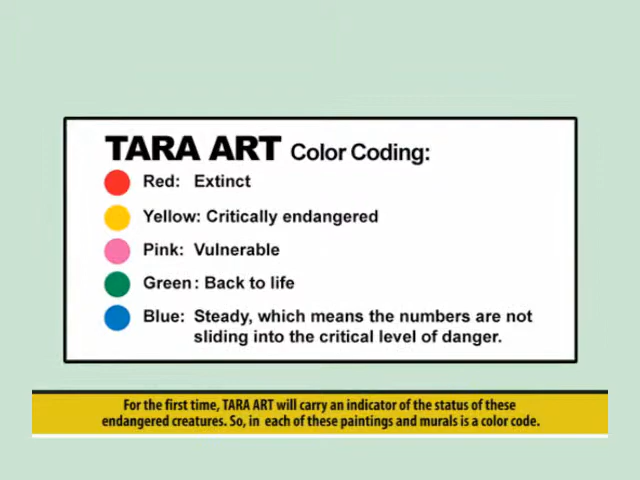 TARA ART Color Coding:
Red: Extinct
Yellow: Critically endangered
Pink: Vulnerable
Green: Back to life
Blue: Steady, which means the numbers are not
sliding into the critical level of danger.
For the first time, TARA ART will carry an indicator of the status of these
endangered creatures. So, in each of these paintings and murals is a color code.